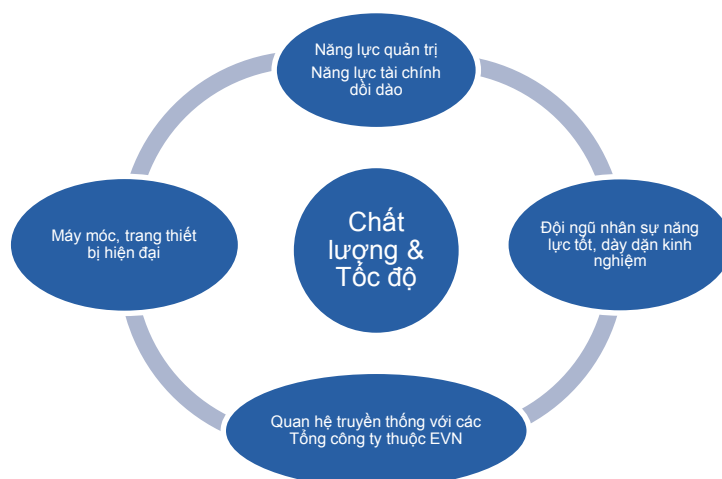 Năng lực quản trị
Năng lực tài chính
dồi dào
Máy móc, trang thiết
bị hiện đại
Chất
lượng &
Tốc độ
Đội ngũ nhân sự năng
lực tốt, dày dặn kinh
nghiệm
Quan hệ truyền thống với các
Tổng công ty thuộc EVN